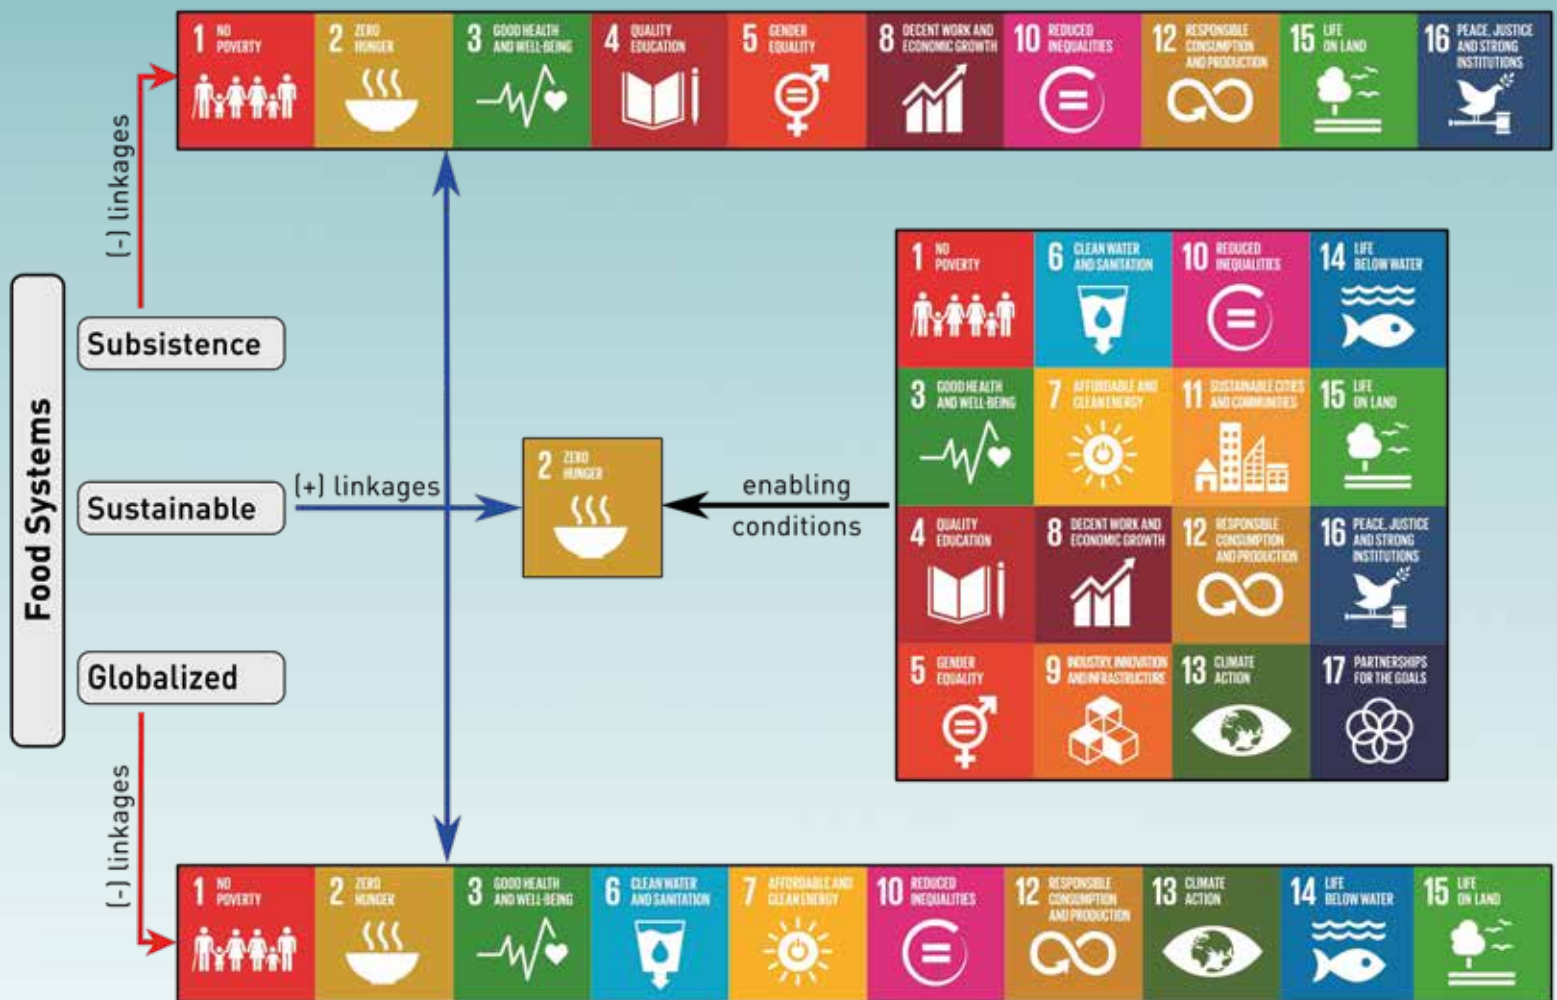 1 NO
POVERTY
2 ZERO
HUNGER
3 GOOD HEALTH
AND WELL-BEING
4 QUALITY
EDUCATION
5 GENDER
EQUALITY
8 DECENT WORK AND
ECONOMIC GROWTH
10 REDUCED
INEQUALITIES
12 RESPONSIBLE
CONSUMPTION
AND PRODUCTION
15 LIFE
ON LAND
16 PEACE, JUSTICE
AND STRONG
INSTITUTIONS
(-) linkages
Food Systems
Subsistence
Sustainable
Globalized
(+) linkages
(-) linkages
2 ZERO
HUNGER
enabling
conditions
1 NO
POVERTY
6 CLEAN WATER
AND SANITATION
10 REDUCED
INEQUALITIES
14 LIFE
BELOW WATER
3 GOOD HEALTH
AND WELL-BEING
7 AFFORDABLE AND
CLEAN ENERGY
11 SUSTAINABLE CITIES
AND COMMUNITIES
15 LIFE
ON LAND
4 QUALITY
EDUCATION
8 DECENT WORK AND
ECONOMIC GROWTH
12 RESPONSIBLE
CONSUMPTION
AND PRODUCTION
16 PEACE, JUSTICE
AND STRONG
INSTITUTIONS
5 GENDER
EQUALITY
9 INDUSTRY, INNOVATION
AND INFRASTRUCTURE
13 CLIMATE
ACTION
17 PARTNERSHIPS
FOR THE GOALS
1 NO
POVERTY
2 ZERO
HUNGER
3 GOOD HEALTH
AND WELL-BEING
6 CLEAN WATER
AND SANITATION
7 AFFORDABLE AND
CLEAN ENERGY
10 REDUCED
INEQUALITIES
12 RESPONSIBLE
CONSUMPTION
AND PRODUCTION
13 CLIMATE
ACTION
14 LIFE
BELOW WATER
15 LIFE
ON LAND